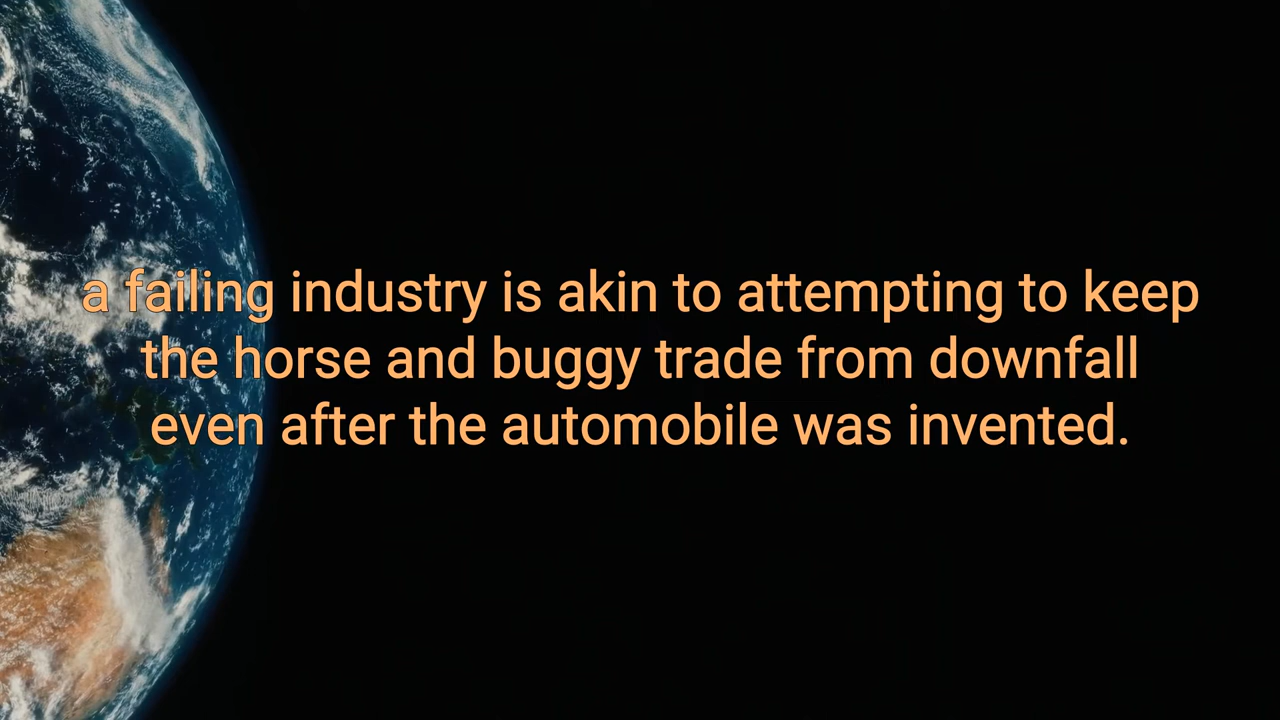 a failing industry is akin to attempting to keep
the horse and buggy trade from downfall
even after the automobile was invented.